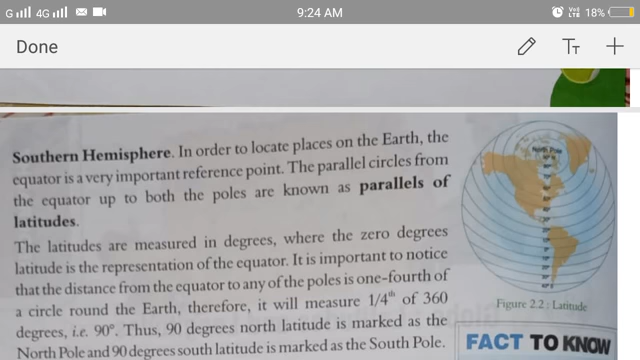 G 4G 9:24 AM VoLTE 18%
Done TT
Southern Hemisphere. In order to locate places on the Earth, the
equator is a very important reference point. The parallel circles from
the equator up to both the poles are known as parallels of
latitudes.
The latitudes are measured in degrees, where the zero degrees
latitude is the representation of the equator. It is important to notice
that the distance from the equator to any of the poles is one-fourth of
a circle round the Earth, therefore, it will measure 1/4th of 360
degrees, i.e. 90°. Thus, 90 degrees north latitude is marked as the
North Pole and 90 degrees south latitude is marked as the South Pole.
North Pole
Figure 2.2 : Latitude
FACT TO KNOW